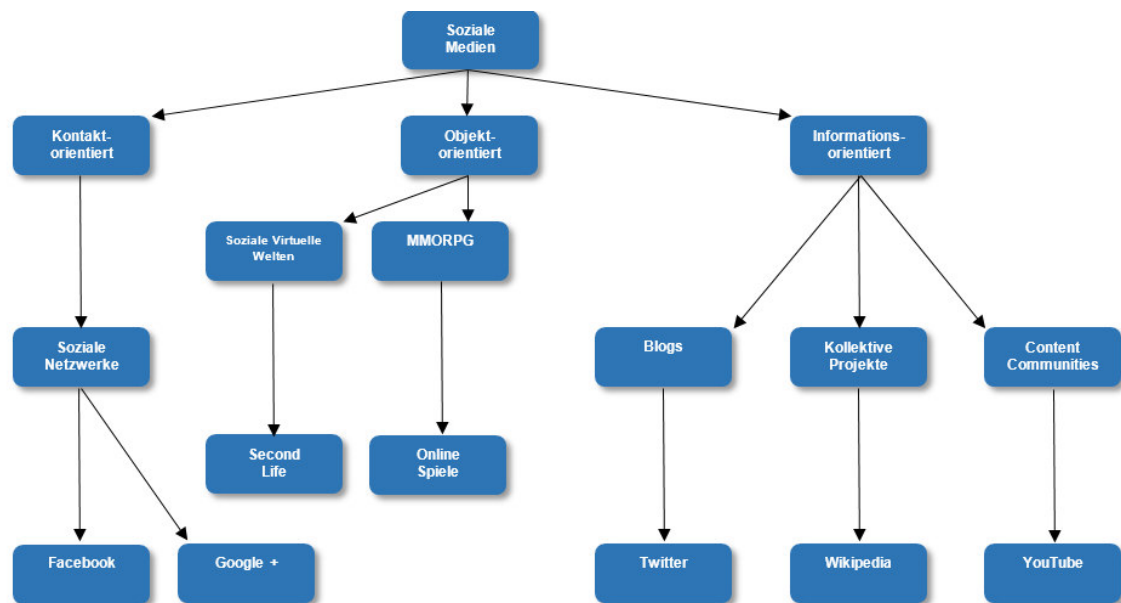 Soziale
Medien
Kontakt-
orientiert
Objekt-
orientiert
Informations-
orientiert
Soziale Virtuelle
Welten
MMORPG
Soziale
Netzwerke
Blogs
Kollektive
Projekte
Content
Communities
Second
Life
Online
Spiele
Facebook
Google +
Twitter
Wikipedia
YouTube